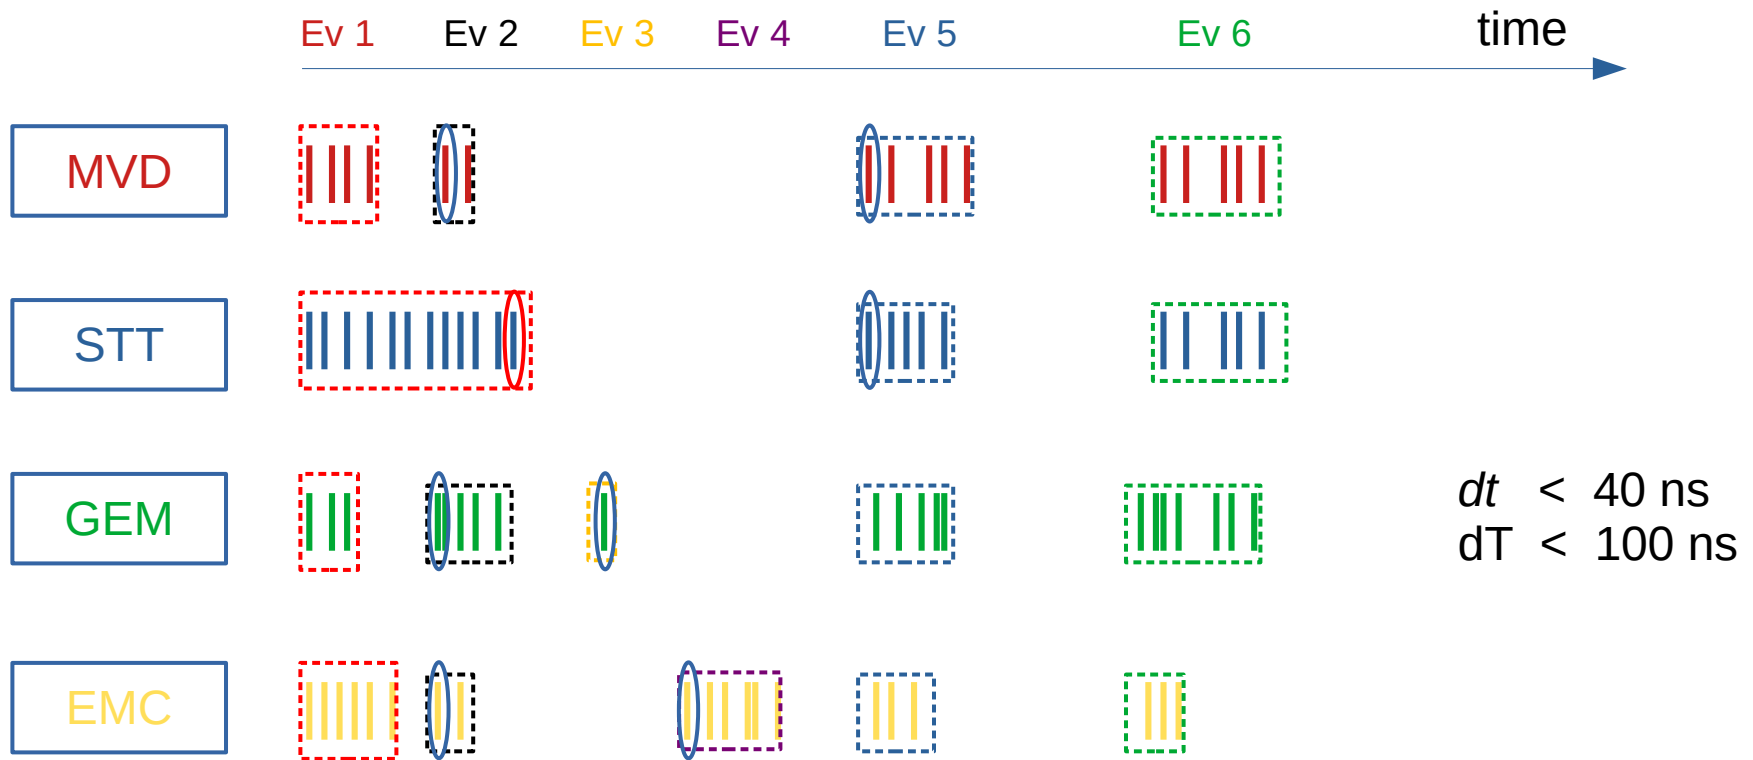 Ev 1 Ev 2 Ev 3 Ev 4 Ev 5 Ev 6 time
MVD
STT
GEM
dt < 40 ns
dT < 100 ns
EMC